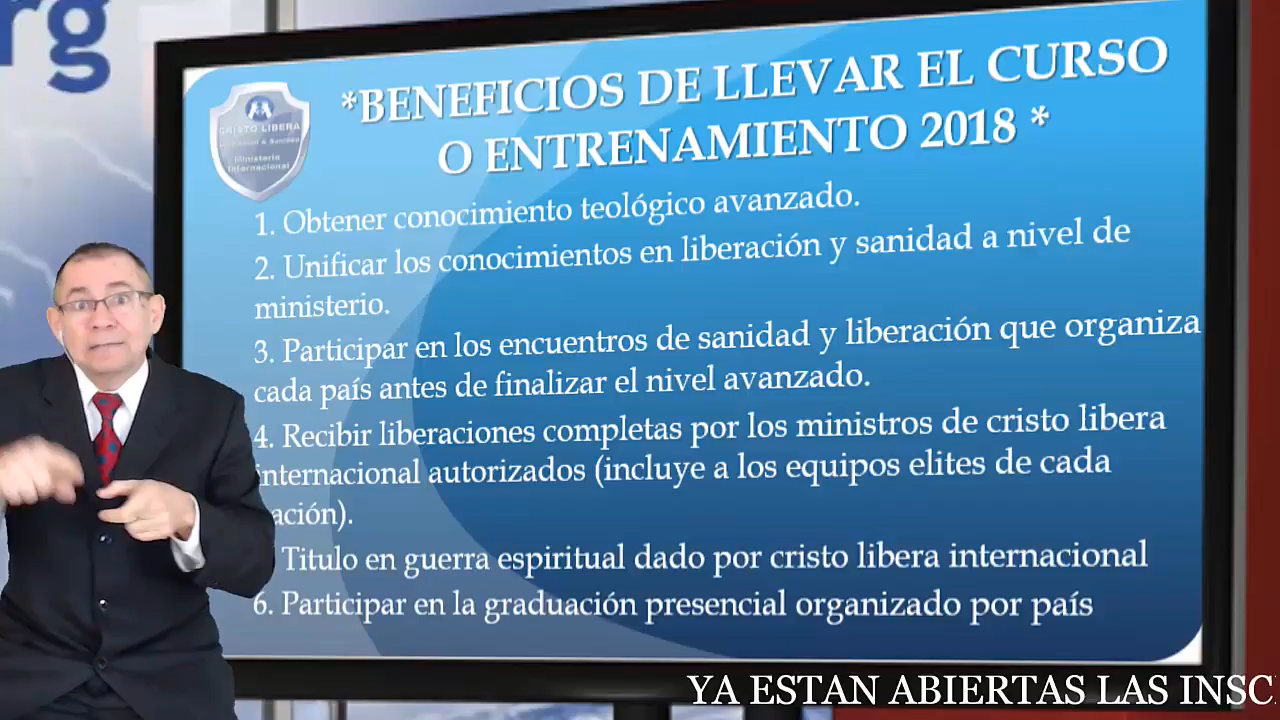 rg
CRISTO LIBERA
Ministerio
Internacional
*BENEFICIOS DE LLEVAR EL CURSO
O ENTRENAMIENTO 2018 *
1. Obtener conocimiento teológico avanzado.
2. Unificar los conocimientos en liberación y sanidad a nivel de
ministerio.
3. Participar en los encuentros de sanidad y liberación que organiza
cada país antes de finalizar el nivel avanzado.
4. Recibir liberaciones completas por los ministros de cristo libera
internacional autorizados (incluye a los equipos elites de cada
ación).
Titulo en guerra espiritual dado por cristo libera internacional
6. Participar en la graduación presencial organizado por país
YA ESTAN ABIERTAS LAS INSC